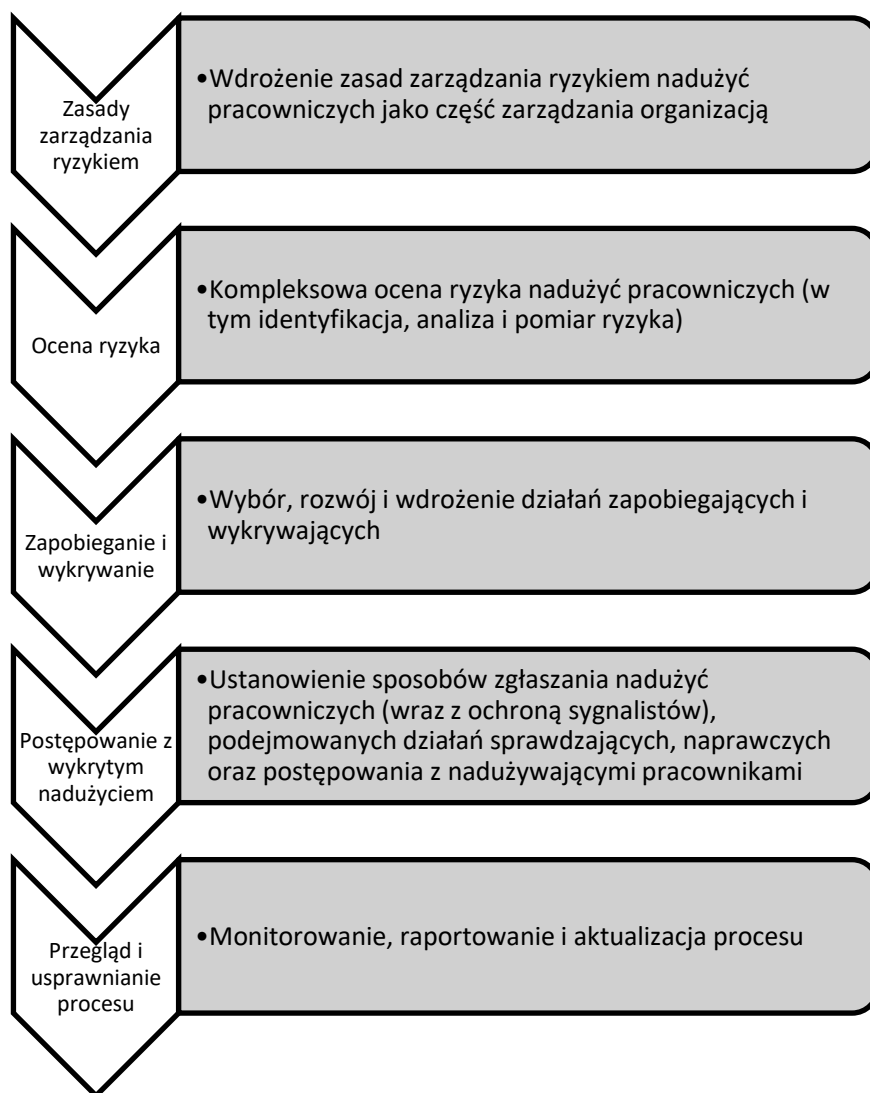 Zasady
zarządzania
ryzykiem
•Wdrożenie zasad zarządzania ryzykiem nadużyć
pracowniczych jako część zarządzania organizacją
Ocena ryzyka
•Kompleksowa ocena ryzyka nadużyć pracowniczych (w
tym identyfikacja, analiza i pomiar ryzyka)
Zapobieganie i
wykrywanie
•Wybór, rozwój i wdrożenie działań zapobiegających i
wykrywających
Postępowanie z
wykrytym
nadużyciem
•Ustanowienie sposobów zgłaszania nadużyć
pracowniczych (wraz z ochroną sygnalistów),
podejmowanych działań sprawdzających, naprawczych
oraz postępowania z nadużywającymi pracownikami
Przegląd i
usprawnianie
procesu
•Monitorowanie, raportowanie i aktualizacja procesu